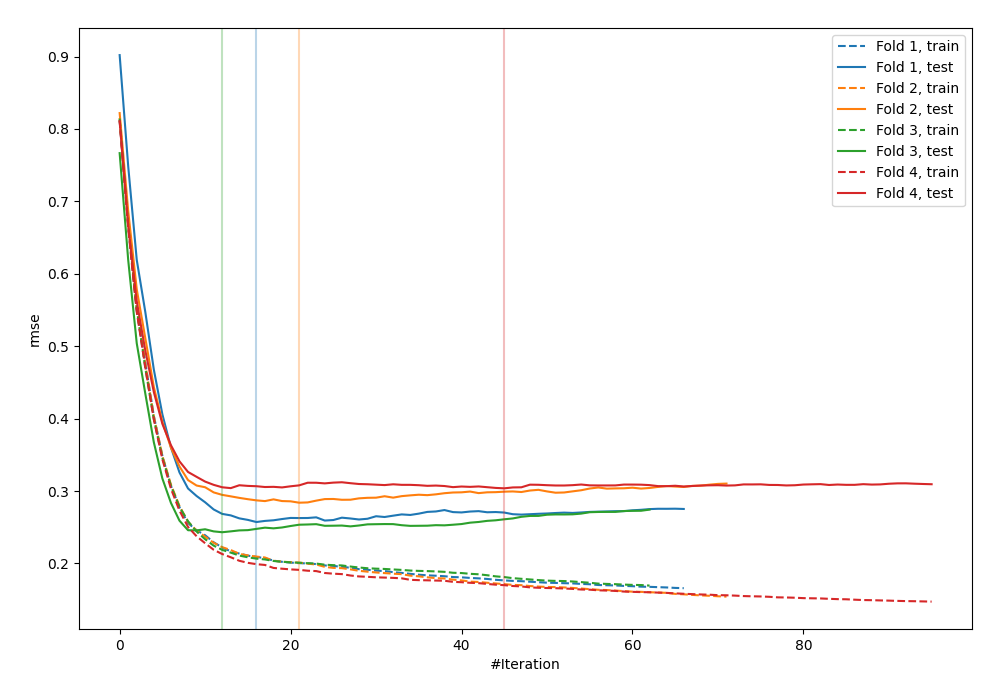 0.9
0.8
0.7
0.6
0.5
0.4
0.3
0.2
rmse
0
20
40
60
80
#Iteration
Fold 1, train
Fold 1, test
Fold 2, train
Fold 2, test
Fold 3, train
Fold 3, test
Fold 4, train
Fold 4, test